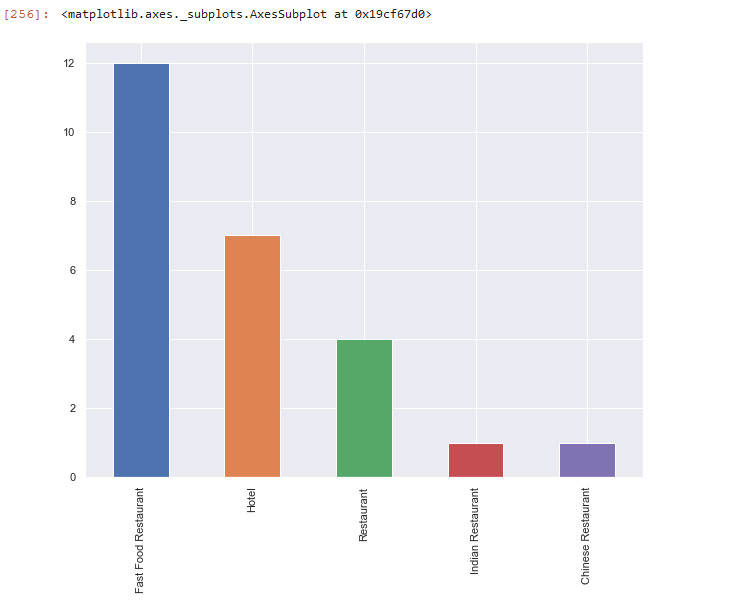 [256]: <matplotlib.axes._subplots.AxesSubplot at 0x19cf67d0>
12
10
8
6
4
2
0
Fast Food Restaurant
Hotel
Restaurant
Indian Restaurant
Chinese Restaurant